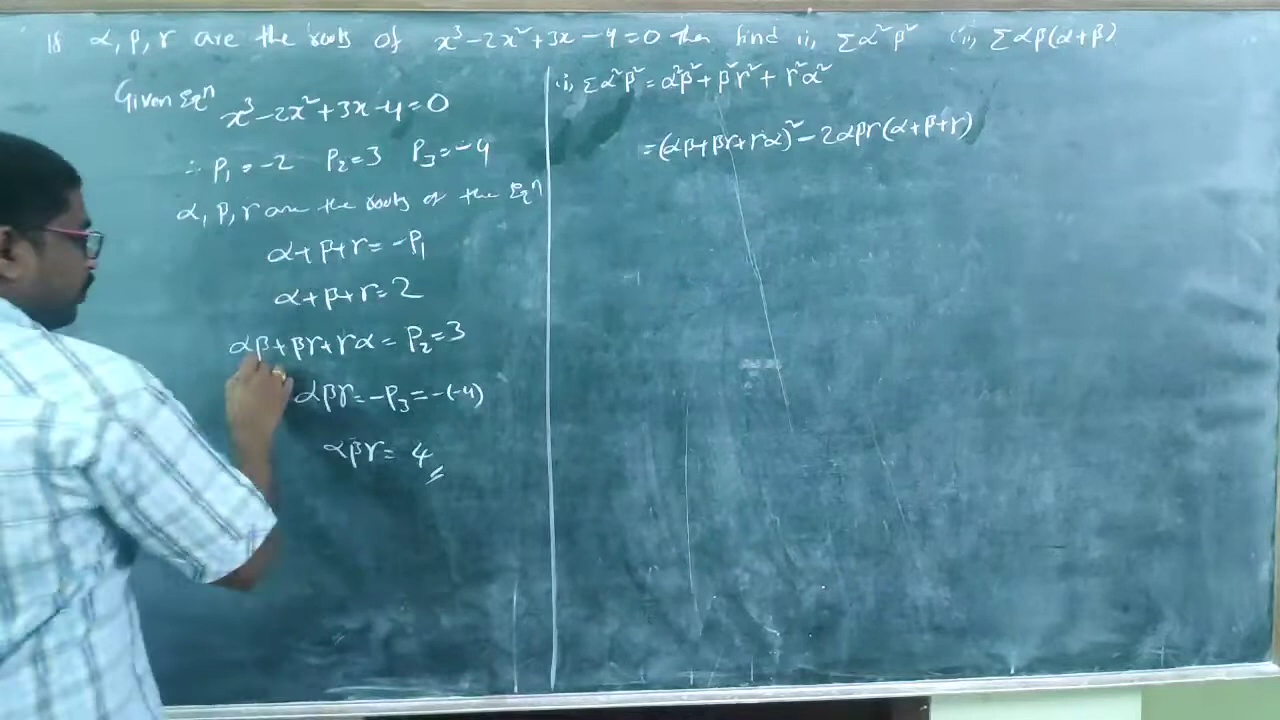 If α, β, γ are the roots of x³-2x²+3x-4=0 then find i), Σα²β² ii), Σαβ(α+β)
Given Eqⁿ x³-2x²+3x-4=0
∴ P₁=-2 P₂=3 P₃=-4
α, β, γ are the roots of the Eqⁿ
α+β+γ=-P₁
α+β+γ=2
αβ+βγ+γα=P₂=3
αβγ=-P₃=-(-4)
αβγ=4
i), Σα²β²=α²β²+β²γ²+γ²α²
=(αβ+βγ+γα)²-2αβγ(α+β+γ)